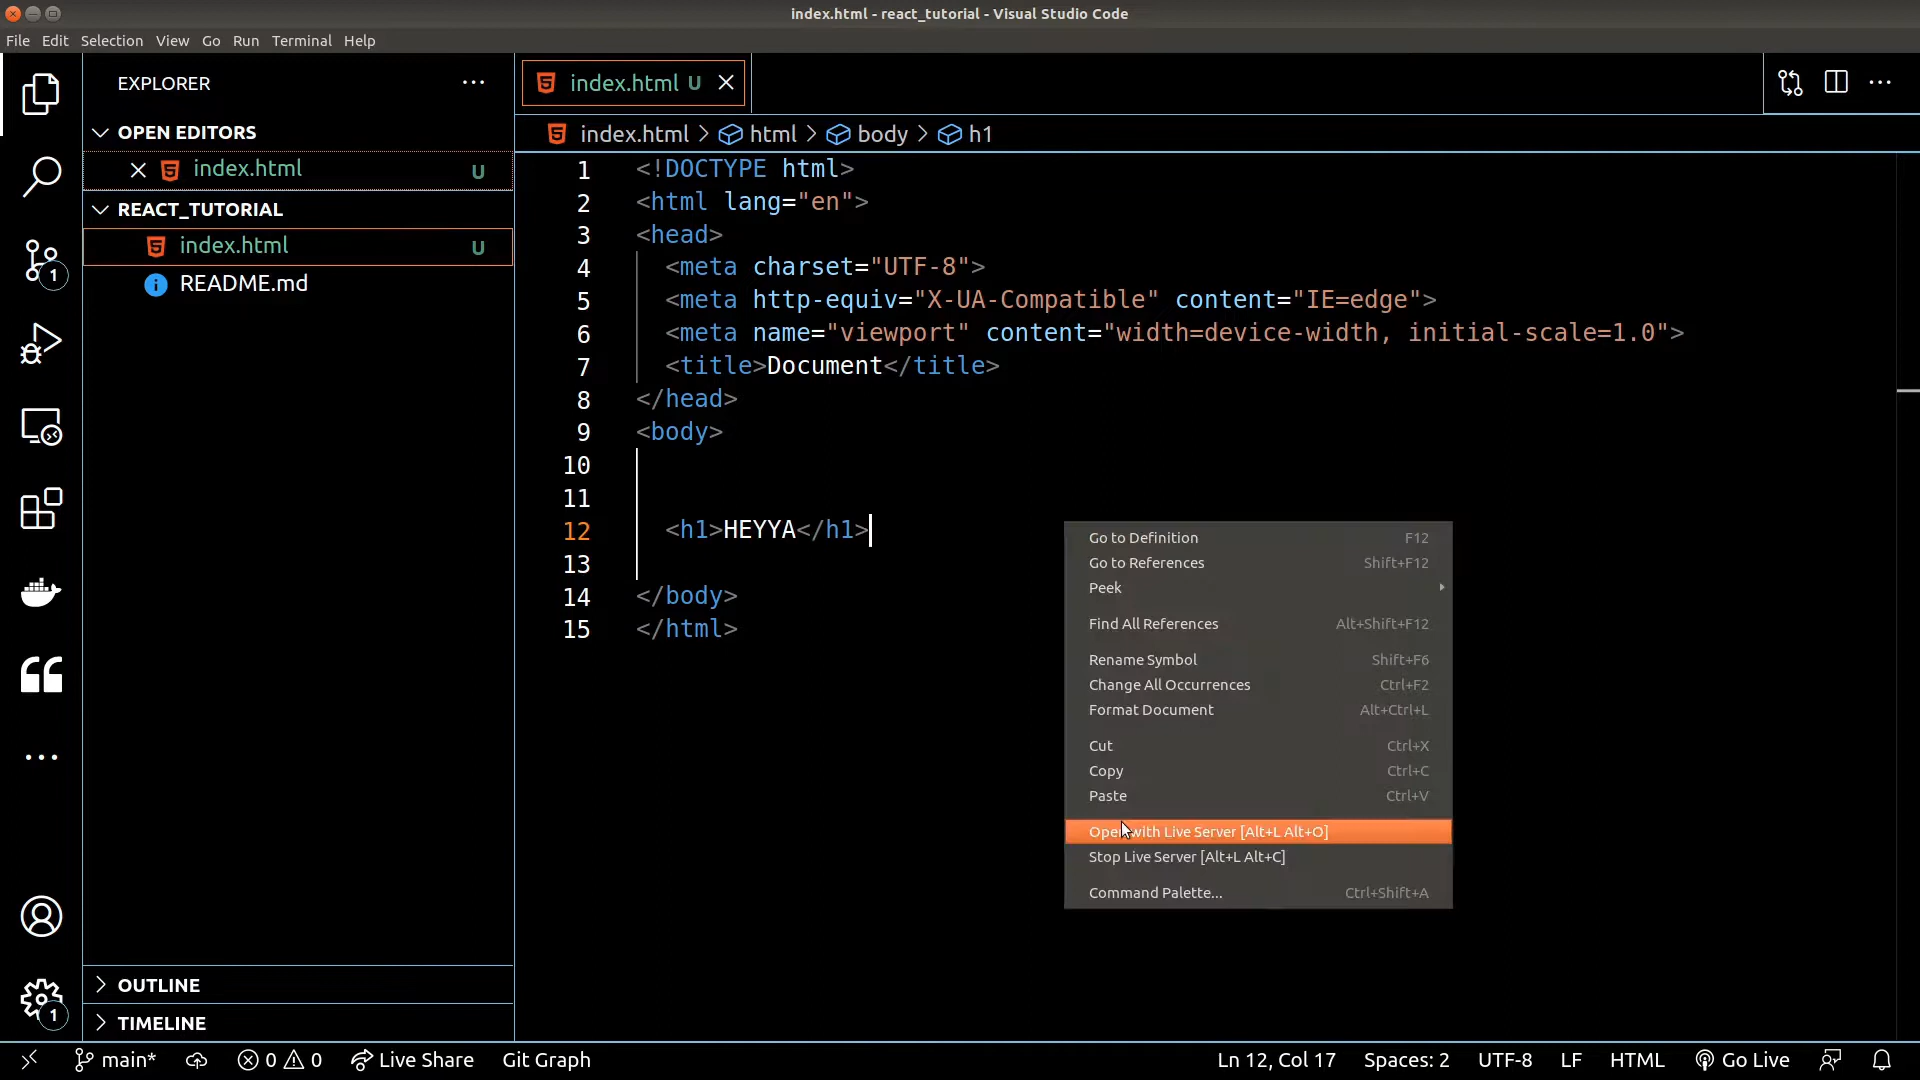 index.html - react_tutorial - Visual Studio Code
File Edit Selection View Go Run Terminal Help
EXPLORER
OPEN EDITORS
index.html U
REACT_TUTORIAL
index.html U
README.md
OUTLINE
TIMELINE
1
1
index.html U
index.html > html > body > h1
1 <!DOCTYPE html>
2 <html lang="en">
3 <head>
4 <meta charset="UTF-8">
5 <meta http-equiv="X-UA-Compatible" content="IE=edge">
6 <meta name="viewport" content="width=device-width, initial-scale=1.0">
7 <title>Document</title>
8 </head>
9 <body>
10
11
12 <h1>HEYYA</h1>
13
14 </body>
15 </html>
Go to Definition F12
Go to References Shift+F12
Peek
Find All References Alt+Shift+F12
Rename Symbol Shift+F6
Change All Occurrences Ctrl+F2
Format Document Alt+Ctrl+L
Cut Ctrl+X
Copy Ctrl+C
Paste Ctrl+V
Open with Live Server [Alt+L Alt+O]
Stop Live Server [Alt+L Alt+C]
Command Palette... Ctrl+Shift+A
main* 0 0 Live Share Git Graph Ln 12, Col 17 Spaces: 2 UTF-8 LF HTML Go Live